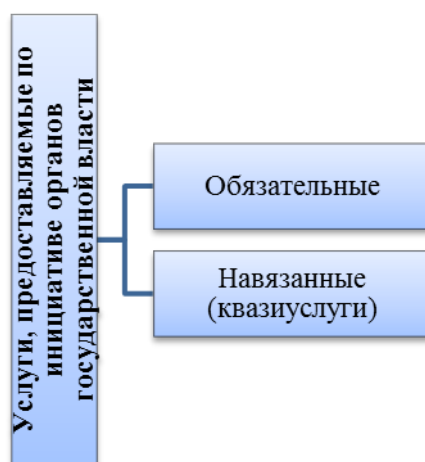 Услуги, предоставляемые по
инициативе органов
государственной власти
Обязательные
Навязанные
(квазиуслуги)